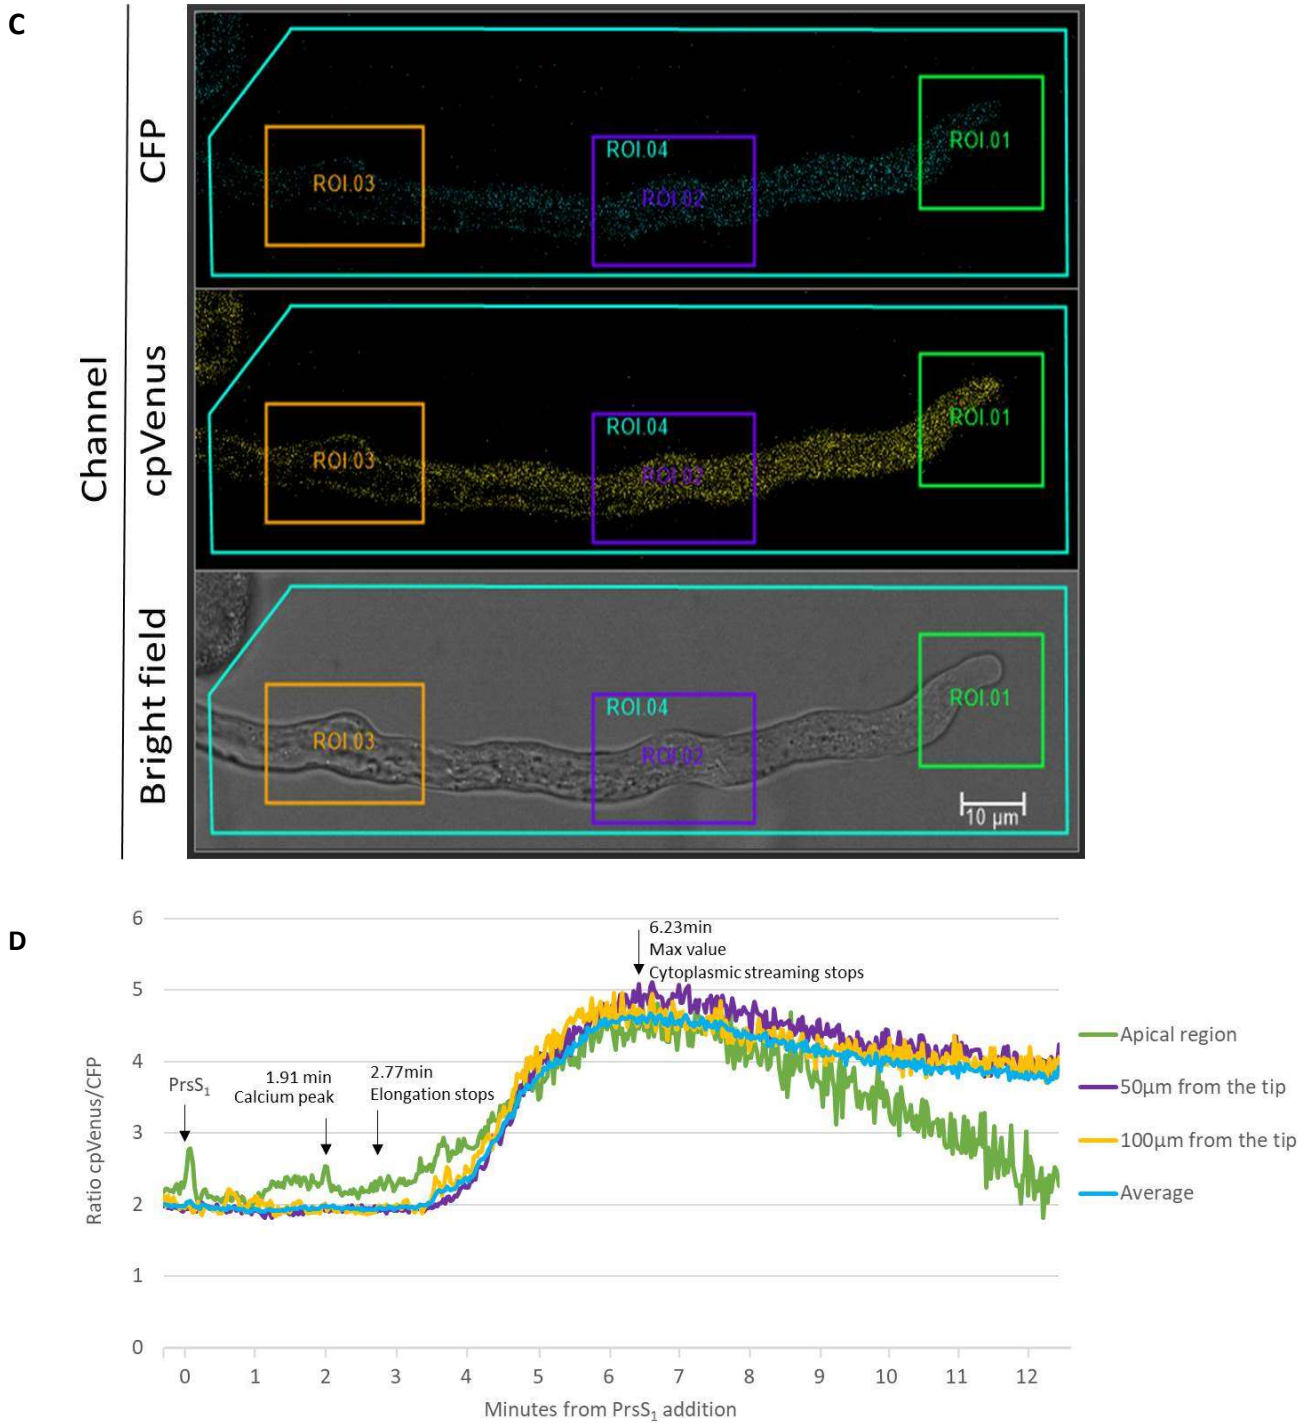 C
Channel
CFP
ROI.03
ROI.04
ROI.02
ROI.01
cpVenus
ROI.03
ROI.04
ROI.02
ROI.01
Bright field
ROI.03
ROI.04
ROI.02
ROI.01
10 µm
D
Ratio cpVenus/CFP
6
5
4
3
2
1
0
PrsS₁
1.91 min
Calcium peak
2.77min
Elongation stops
6.23min
Max value
Cytoplasmic streaming stops
Apical region
50µm from the tip
100µm from the tip
Average
0 1 2 3 4 5 6 7 8 9 10 11 12
Minutes from PrsS₁ addition